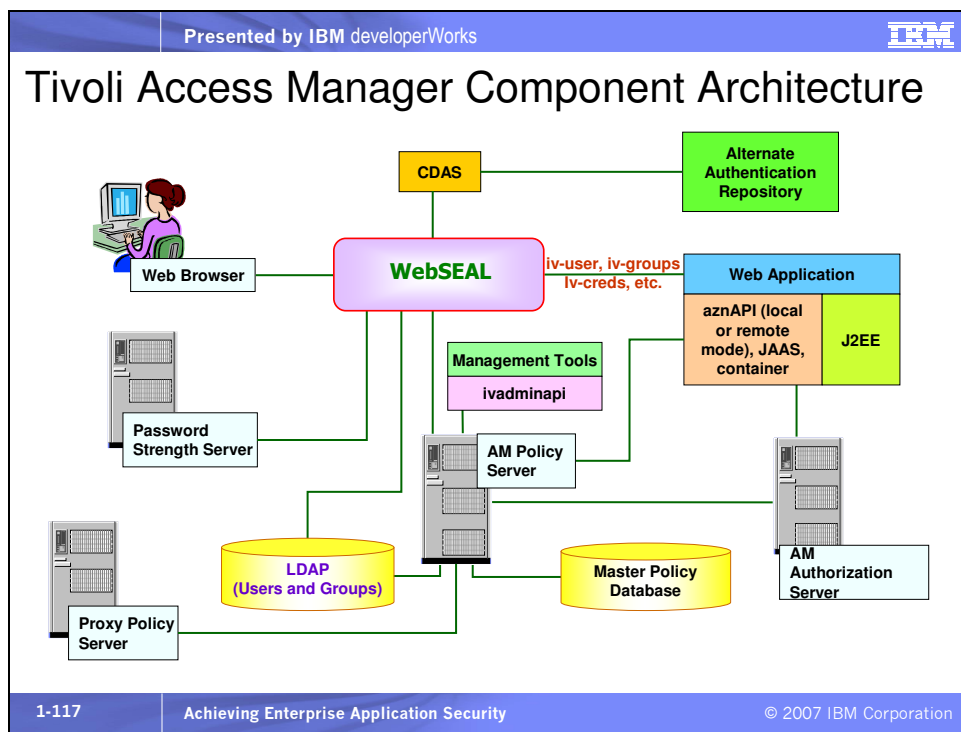 Presented by IBM developerWorks
IBM
Tivoli Access Manager Component Architecture
CDAS
Alternate
Authentication
Repository
Web Browser
WebSEAL
iv-user, iv-groups
Iv-creds, etc.
Web Application
aznAPI (local
or remote
mode), JAAS,
container
J2EE
Management Tools
ivadminapi
Password
Strength Server
AM Policy
Server
LDAP
(Users and Groups)
Master Policy
Database
AM
Authorization
Server
Proxy Policy
Server
1-117
Achieving Enterprise Application Security
© 2007 IBM Corporation